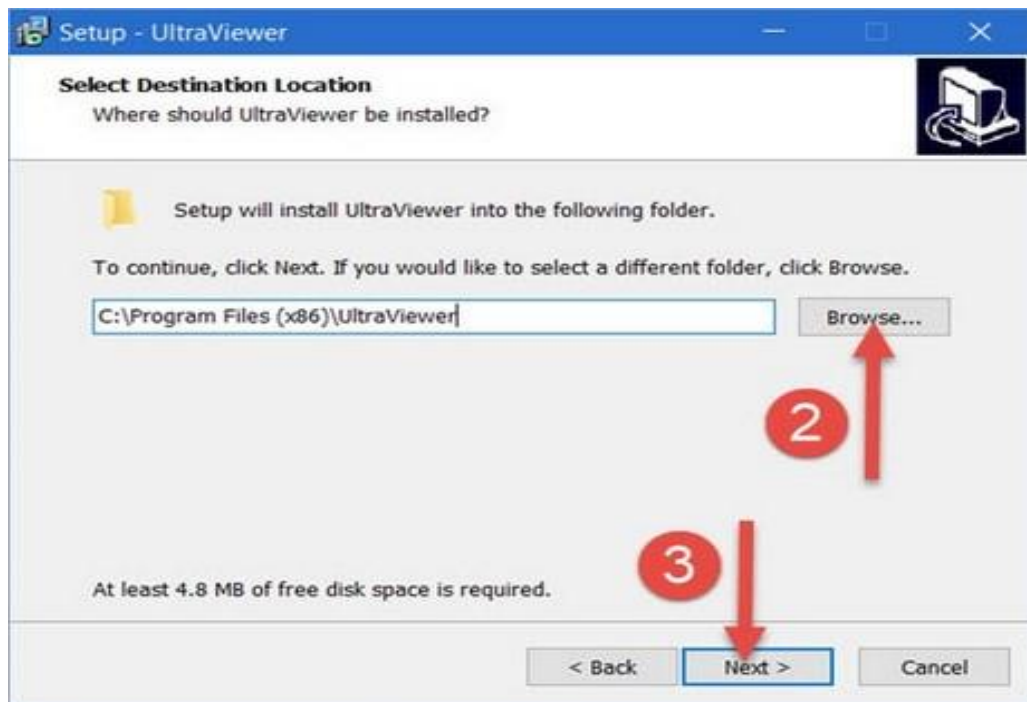 Setup - UltraViewer
Select Destination Location
Where should UltraViewer be installed?
Setup will install UltraViewer into the following folder.
To continue, click Next. If you would like to select a different folder, click Browse.
C:\Program Files (x86)\UltraViewer
Browse...
2
3
At least 4.8 MB of free disk space is required.
< Back Next > Cancel